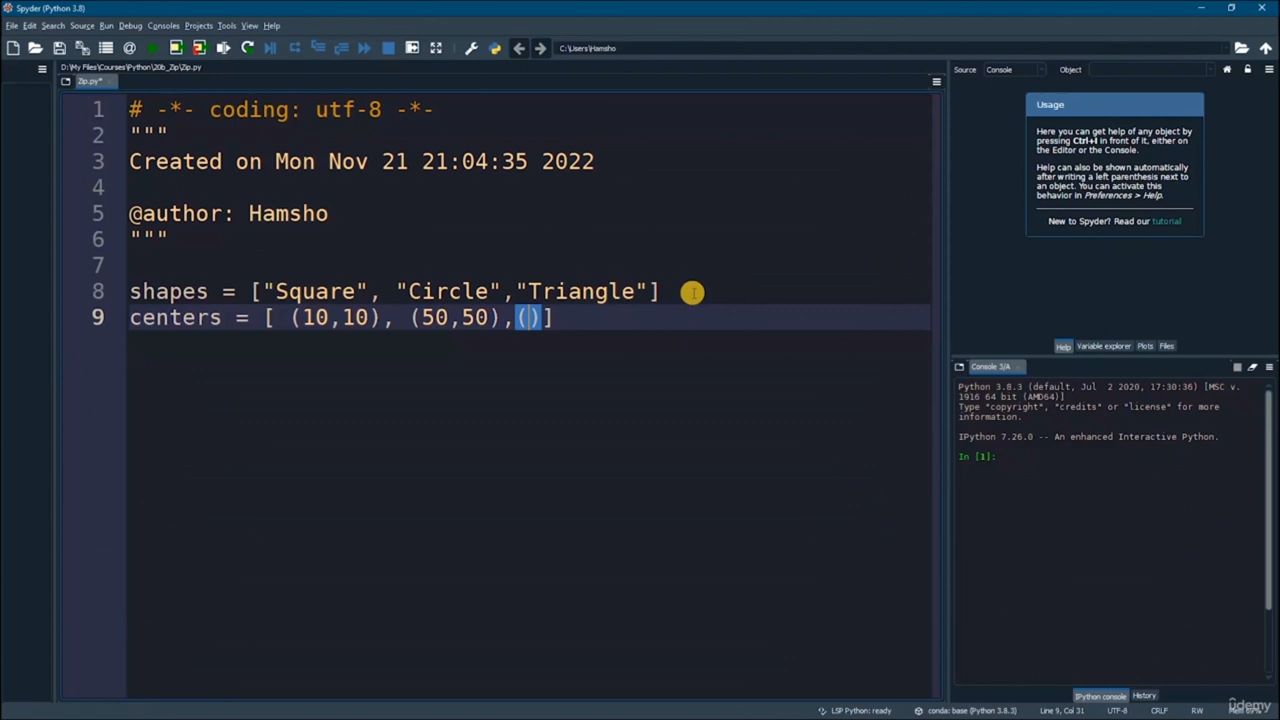 Spyder (Python 3.8)
File Edit Search Source Run Debug Consoles Projects Tools View Help
C:\Users\Hamsho
D:\My Files\Courses\Python\20b_Zip\Zip.py
Zip.py*
1 # -*- coding: utf-8 -*-
2 """
3 Created on Mon Nov 21 21:04:35 2022
4
5 @author: Hamsho
6 """
7
8 shapes = ["Square", "Circle","Triangle"]
9 centers = [ (10,10), (50,50),()]
Source Console Object
Usage
Here you can get help of any object by
pressing Ctrl+I in front of it, either on
the Editor or the Console.
Help can also be shown automatically
after writing a left parenthesis next to
an object. You can activate this
behavior in Preferences > Help.
New to Spyder? Read our tutorial
Help Variable explorer Plots Files
Console 3/A
Python 3.8.3 (default, Jul  2 2020, 17:30:36) [MSC v.
1916 64 bit (AMD64)]
Type "copyright", "credits" or "license" for more
information.
IPython 7.26.0 -- An enhanced Interactive Python.
In [1]:
IPython console History
LSP Python: ready conda: base (Python 3.8.3) Line 9, Col 31 UTF-8 CRLF RW
udemy